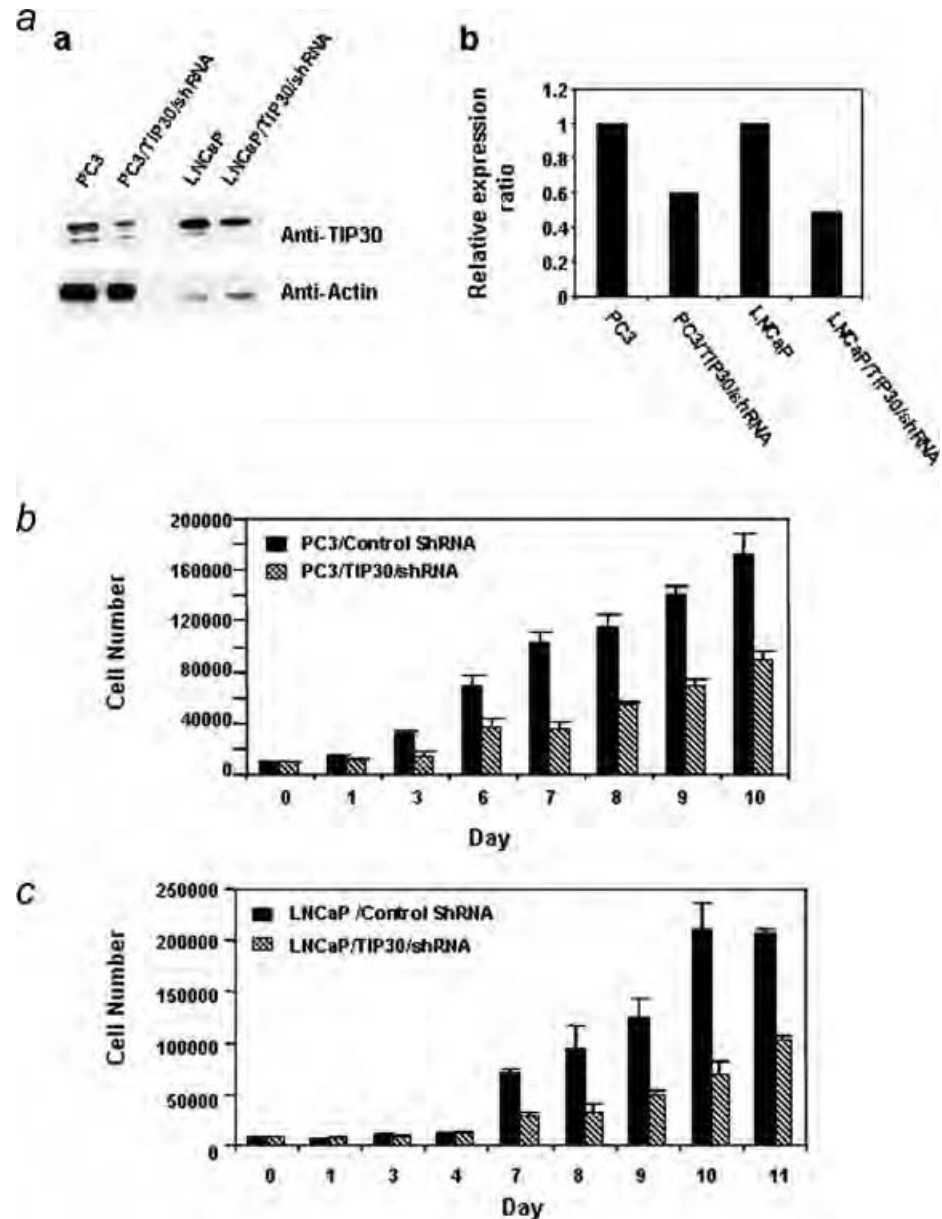 a
a
PC3
PC3/TIP30/shRNA
LNCaP
LNCaP/TIP30/shRNA
Anti-TIP30
Anti-Actin
b
Relative expression
ratio
1.2
1
0.8
0.6
0.4
0.2
0
PC3
PC3/TIP30/shRNA
LNCaP
LNCaP/TIP30/shRNA
b
Cell Number
200000
160000
120000
80000
40000
0
PC3/Control ShRNA
PC3/TIP30/shRNA
0 1 3 6 7 8 9 10
Day
c
Cell Number
250000
200000
150000
100000
50000
0
LNCaP /Control ShRNA
LNCaP/TIP30/shRNA
0 1 3 4 7 8 9 10 11
Day